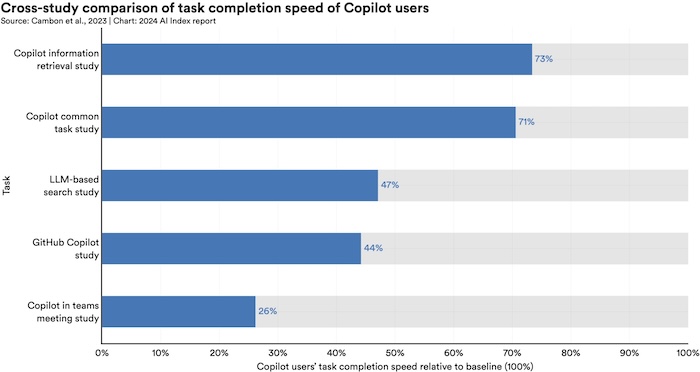 Cross-study comparison of task completion speed of Copilot users
Source: Cambon et al., 2023 | Chart: 2024 AI Index report
Copilot information
retrieval study
73%
Copilot common
task study
71%
Task
LLM-based
search study
47%
GitHub Copilot
study
44%
Copilot in teams
meeting study
26%
0% 10% 20% 30% 40% 50% 60% 70% 80% 90% 100%
Copilot users' task completion speed relative to baseline (100%)